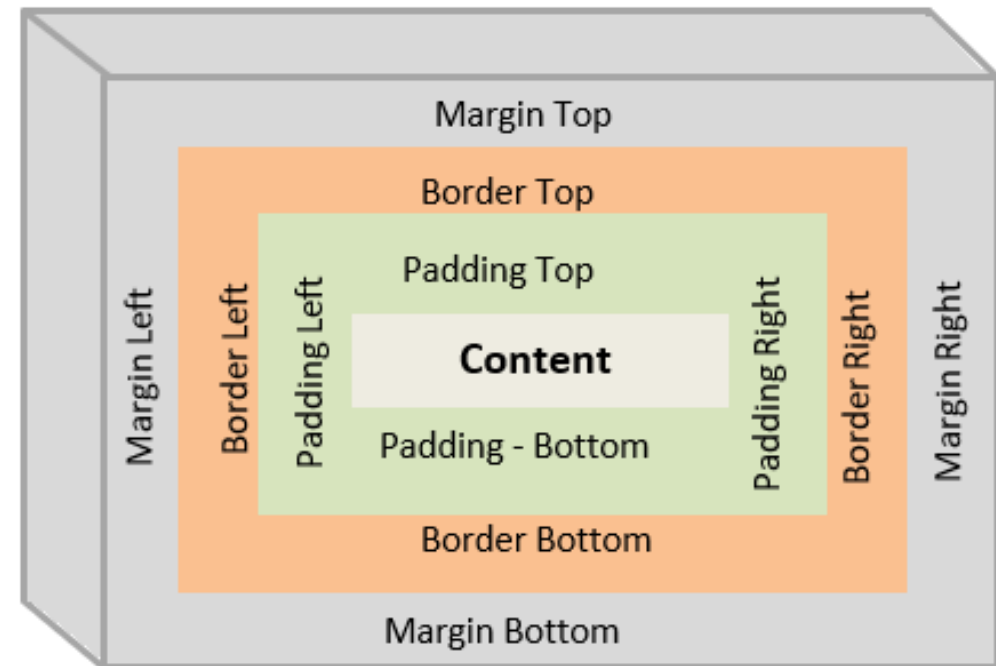 Margin Top
Border Top
Padding Top
Margin Left
Border Left
Padding Left
Content
Padding Right
Border Right
Margin Right
Padding - Bottom
Border Bottom
Margin Bottom